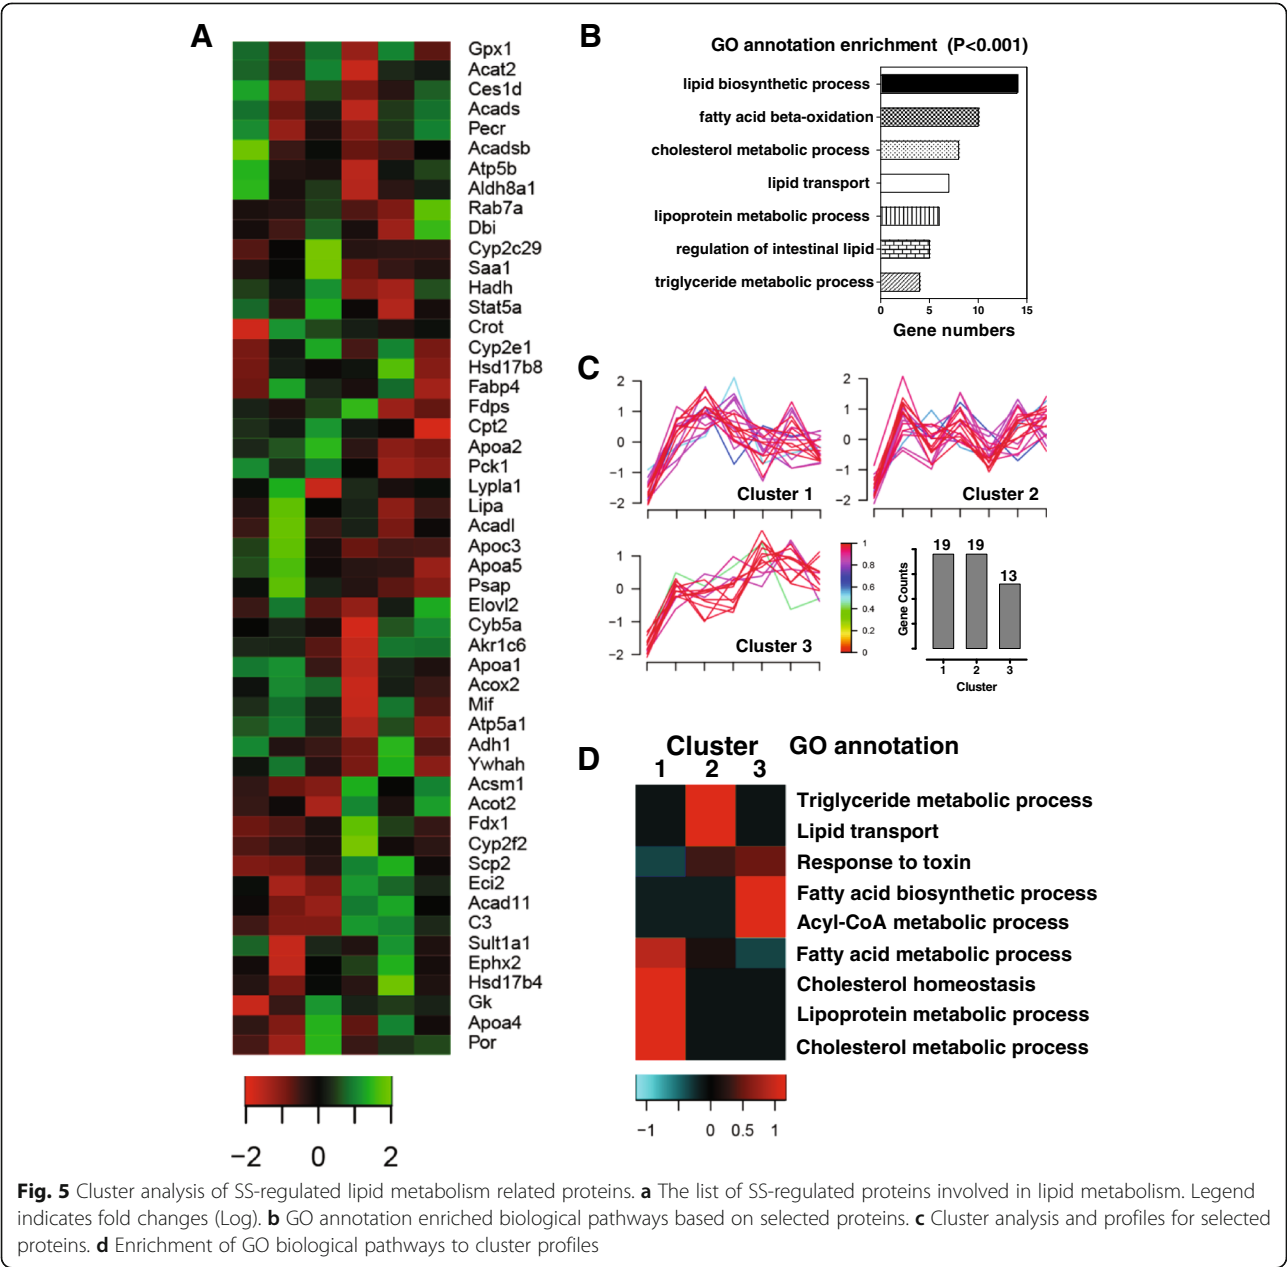 A
Gpx1
Acat2
Ces1d
Acads
Pecr
Acadsb
Atp5b
Aldh8a1
Rab7a
Dbi
Cyp2c29
Saa1
Hadh
Stat5a
Crot
Cyp2e1
Hsd17b8
Fabp4
Fdps
Cpt2
Apoa2
Pck1
Lypla1
Lipa
Acadl
Apoc3
Apoa5
Psap
Elovl2
Cyb5a
Akr1c6
Apoa1
Acox2
Mif
Atp5a1
Adh1
Ywhah
Acsm1
Acot2
Fdx1
Cyp2f2
Scp2
Eci2
Acad11
C3
Sult1a1
Ephx2
Hsd17b4
Gk
Apoa4
Por
−2 0 2
B
GO annotation enrichment (P<0.001)
lipid biosynthetic process
fatty acid beta-oxidation
cholesterol metabolic process
lipid transport
lipoprotein metabolic process
regulation of intestinal lipid
triglyceride metabolic process
0 5 10 15
Gene numbers
C
2
1
0
−1
−2
Cluster 1
2
1
0
−1
−2
Cluster 2
1
0
−1
−2
Cluster 3
1
0.8
0.6
0.4
0.2
0
Gene Counts
19 19 13
1 2 3
Cluster
D
Cluster GO annotation
1 2 3
Triglyceride metabolic process
Lipid transport
Response to toxin
Fatty acid biosynthetic process
Acyl-CoA metabolic process
Fatty acid metabolic process
Cholesterol homeostasis
Lipoprotein metabolic process
Cholesterol metabolic process
−1 0 0.5 1
Fig. 5 Cluster analysis of SS-regulated lipid metabolism related proteins. a The list of SS-regulated proteins involved in lipid metabolism. Legend
indicates fold changes (Log). b GO annotation enriched biological pathways based on selected proteins. c Cluster analysis and profiles for selected
proteins. d Enrichment of GO biological pathways to cluster profiles